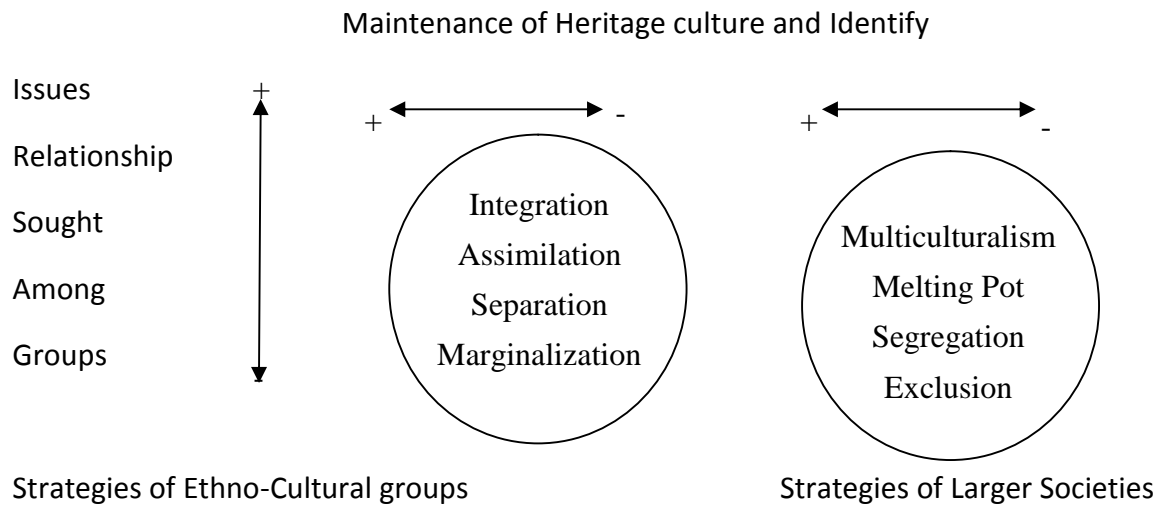 Maintenance of Heritage culture and Identify
Issues
Relationship
Sought
Among
Groups
+
-
+ -
+ -
Integration
Assimilation
Separation
Marginalization
Multiculturalism
Melting Pot
Segregation
Exclusion
Strategies of Ethno-Cultural groups
Strategies of Larger Societies